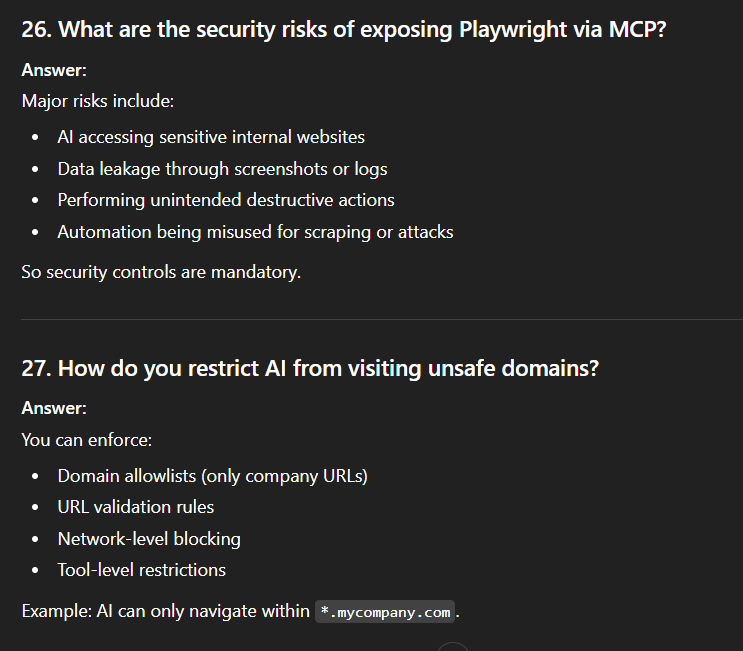 26. What are the security risks of exposing Playwright via MCP?
Answer:
Major risks include:
• AI accessing sensitive internal websites
• Data leakage through screenshots or logs
• Performing unintended destructive actions
• Automation being misused for scraping or attacks
So security controls are mandatory.
27. How do you restrict AI from visiting unsafe domains?
Answer:
You can enforce:
• Domain allowlists (only company URLs)
• URL validation rules
• Network-level blocking
• Tool-level restrictions
Example: AI can only navigate within *.mycompany.com.